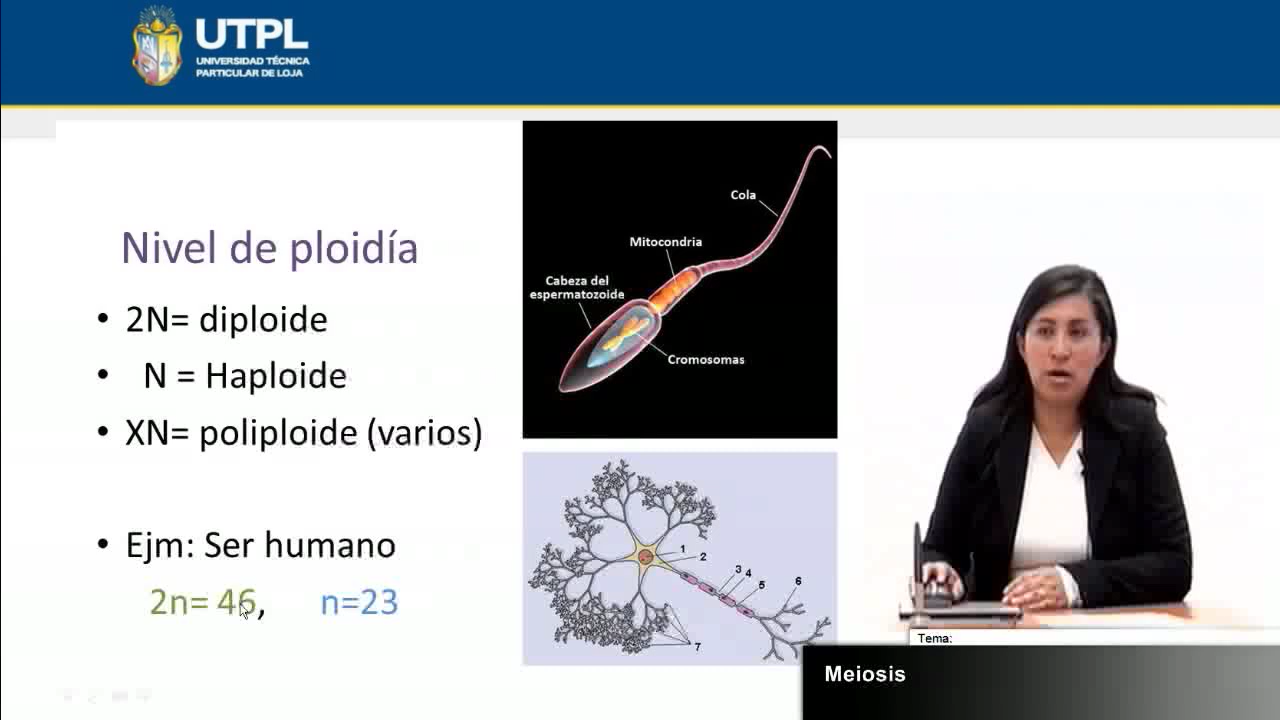 UTPL
UNIVERSIDAD TÉCNICA
PARTICULAR DE LOJA
Nivel de ploidía
• 2N= diploide
• N = Haploide
• XN= poliploide (varios)
• Ejm: Ser humano
2n= 46, n=23
Cola
Mitocondria
Cabeza del
espermatozoide
Cromosomas
1
2
3 4
5
6
7
Tema:
Meiosis